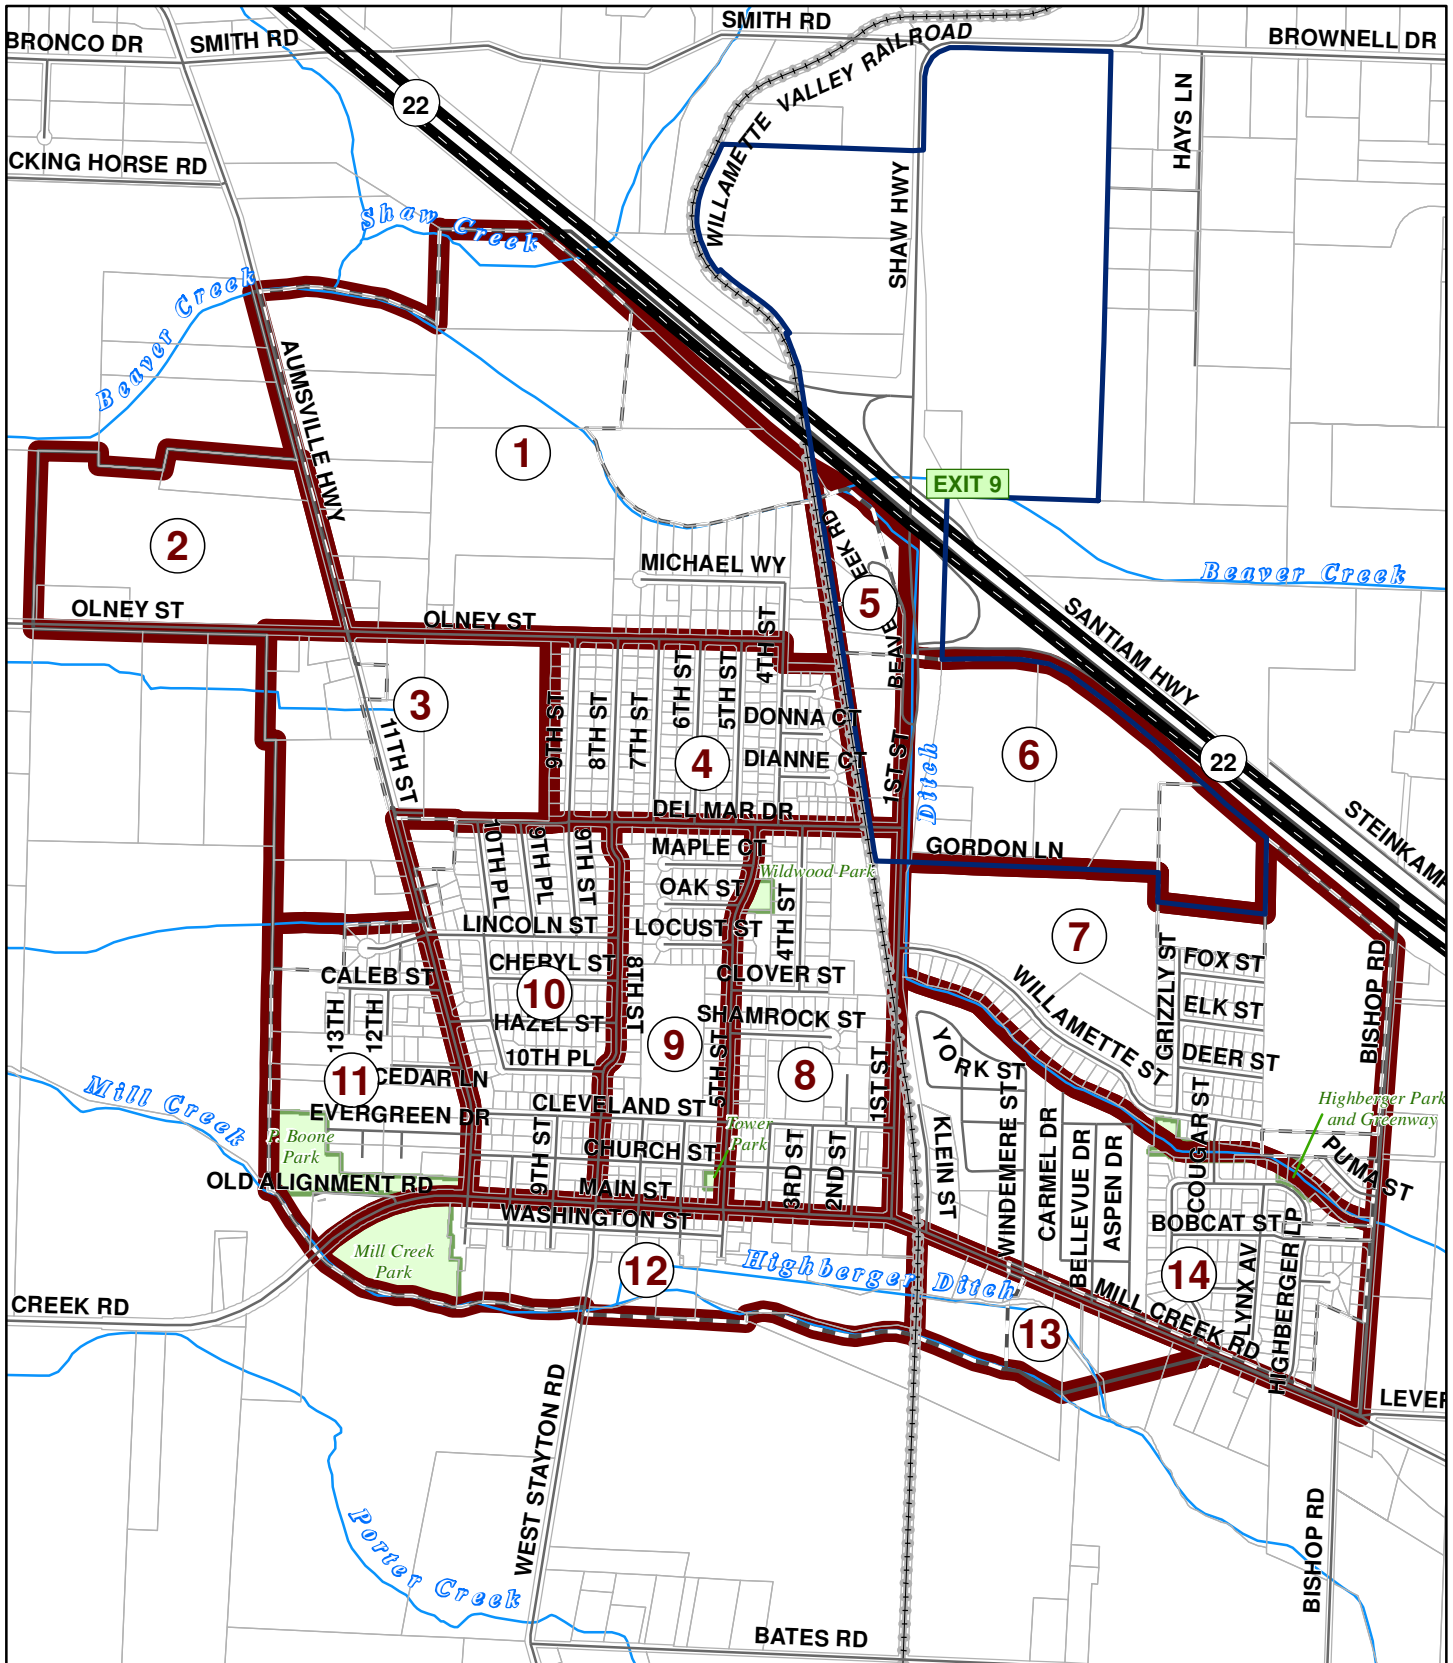 SMITH RD
BRONCO DR
SMITH RD
WILLAMETTE VALLEY RAILROAD
BROWNELL DR
22
HAYS LN
CKING HORSE RD
SHAW HWY
Shaw Creek
Beaver Creek
AUMSVILLE HWY
1
EXIT 9
2
MICHAEL WY
Beaver Creek
5
OLNEY ST
OLNEY ST
4TH ST
SANTIAM HWY
3
9TH ST
8TH ST
7TH ST
6TH ST
5TH ST
DONNA CT
DIANNE CT
4
6
22
11TH ST
1ST ST
Ditch
DEL MAR DR
STEINKAMP
10TH PL
9TH PL
9TH ST
MAPLE CT
GORDON LN
Wildwood Park
OAK ST
4TH ST
LINCOLN ST
LOCUST ST
7
CALEB ST
CHERYL ST
10
8TH ST
CLOVER ST
WILLAMETTE ST
GRIZZLY ST
FOX ST
ELK ST
DEER ST
BISHOP RD
13TH
12TH
HAZEL ST
SHAMROCK ST
9
5TH ST
8
YORK ST
10TH PL
11
CEDAR LN
1ST ST
Mill Creek
EVERGREEN DR
CLEVELAND ST
COUGAR ST
Highberger Park
and Greenway
P. Boone
Park
CHURCH ST
Tower
Park
3RD ST
2ND ST
KLEIN ST
WINDEMERE ST
CARMEL DR
BELLEVUE DR
ASPEN DR
PUMA ST
OLD ALIGNMENT RD
9TH ST
MAIN ST
WASHINGTON ST
BOBCAT ST
Mill Creek
Park
12
Highberger Ditch
14
LYNX AV
HIGHBERGER LP
CREEK RD
13
MILL CREEK RD
LEVER
WEST STAYTON RD
Porter Creek
BISHOP RD
BATES RD